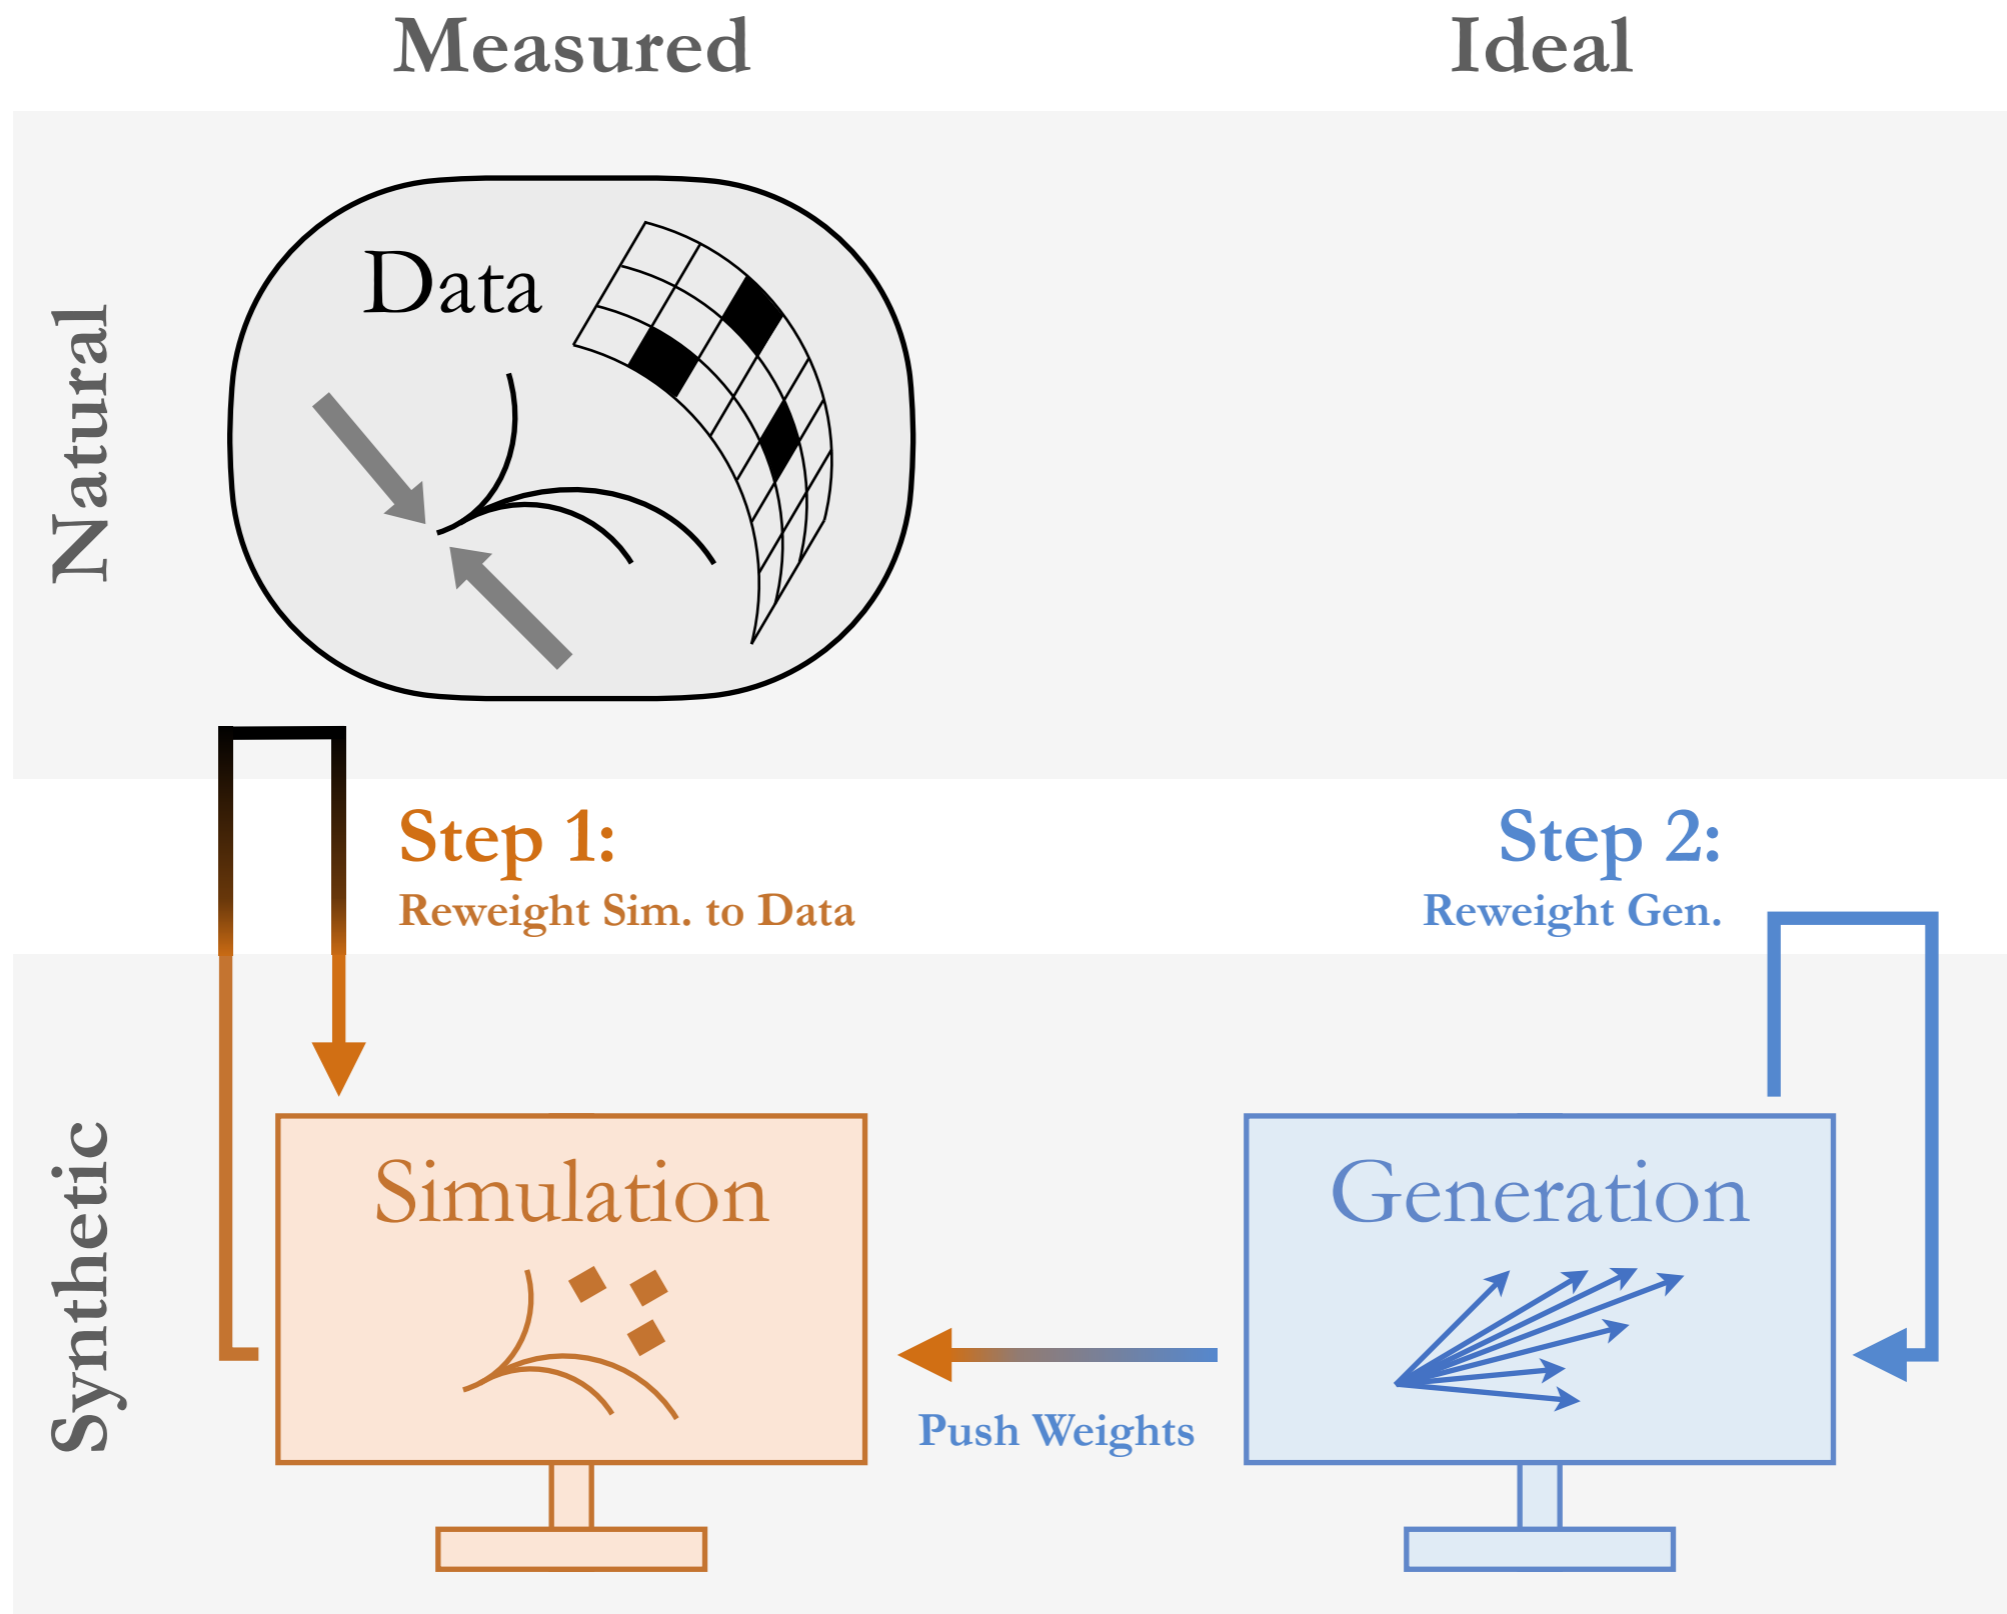 Measured
Ideal
Natural
Data
Step 1:
Reweight Sim. to Data
Step 2:
Reweight Gen.
Synthetic
Simulation
Generation
Push Weights